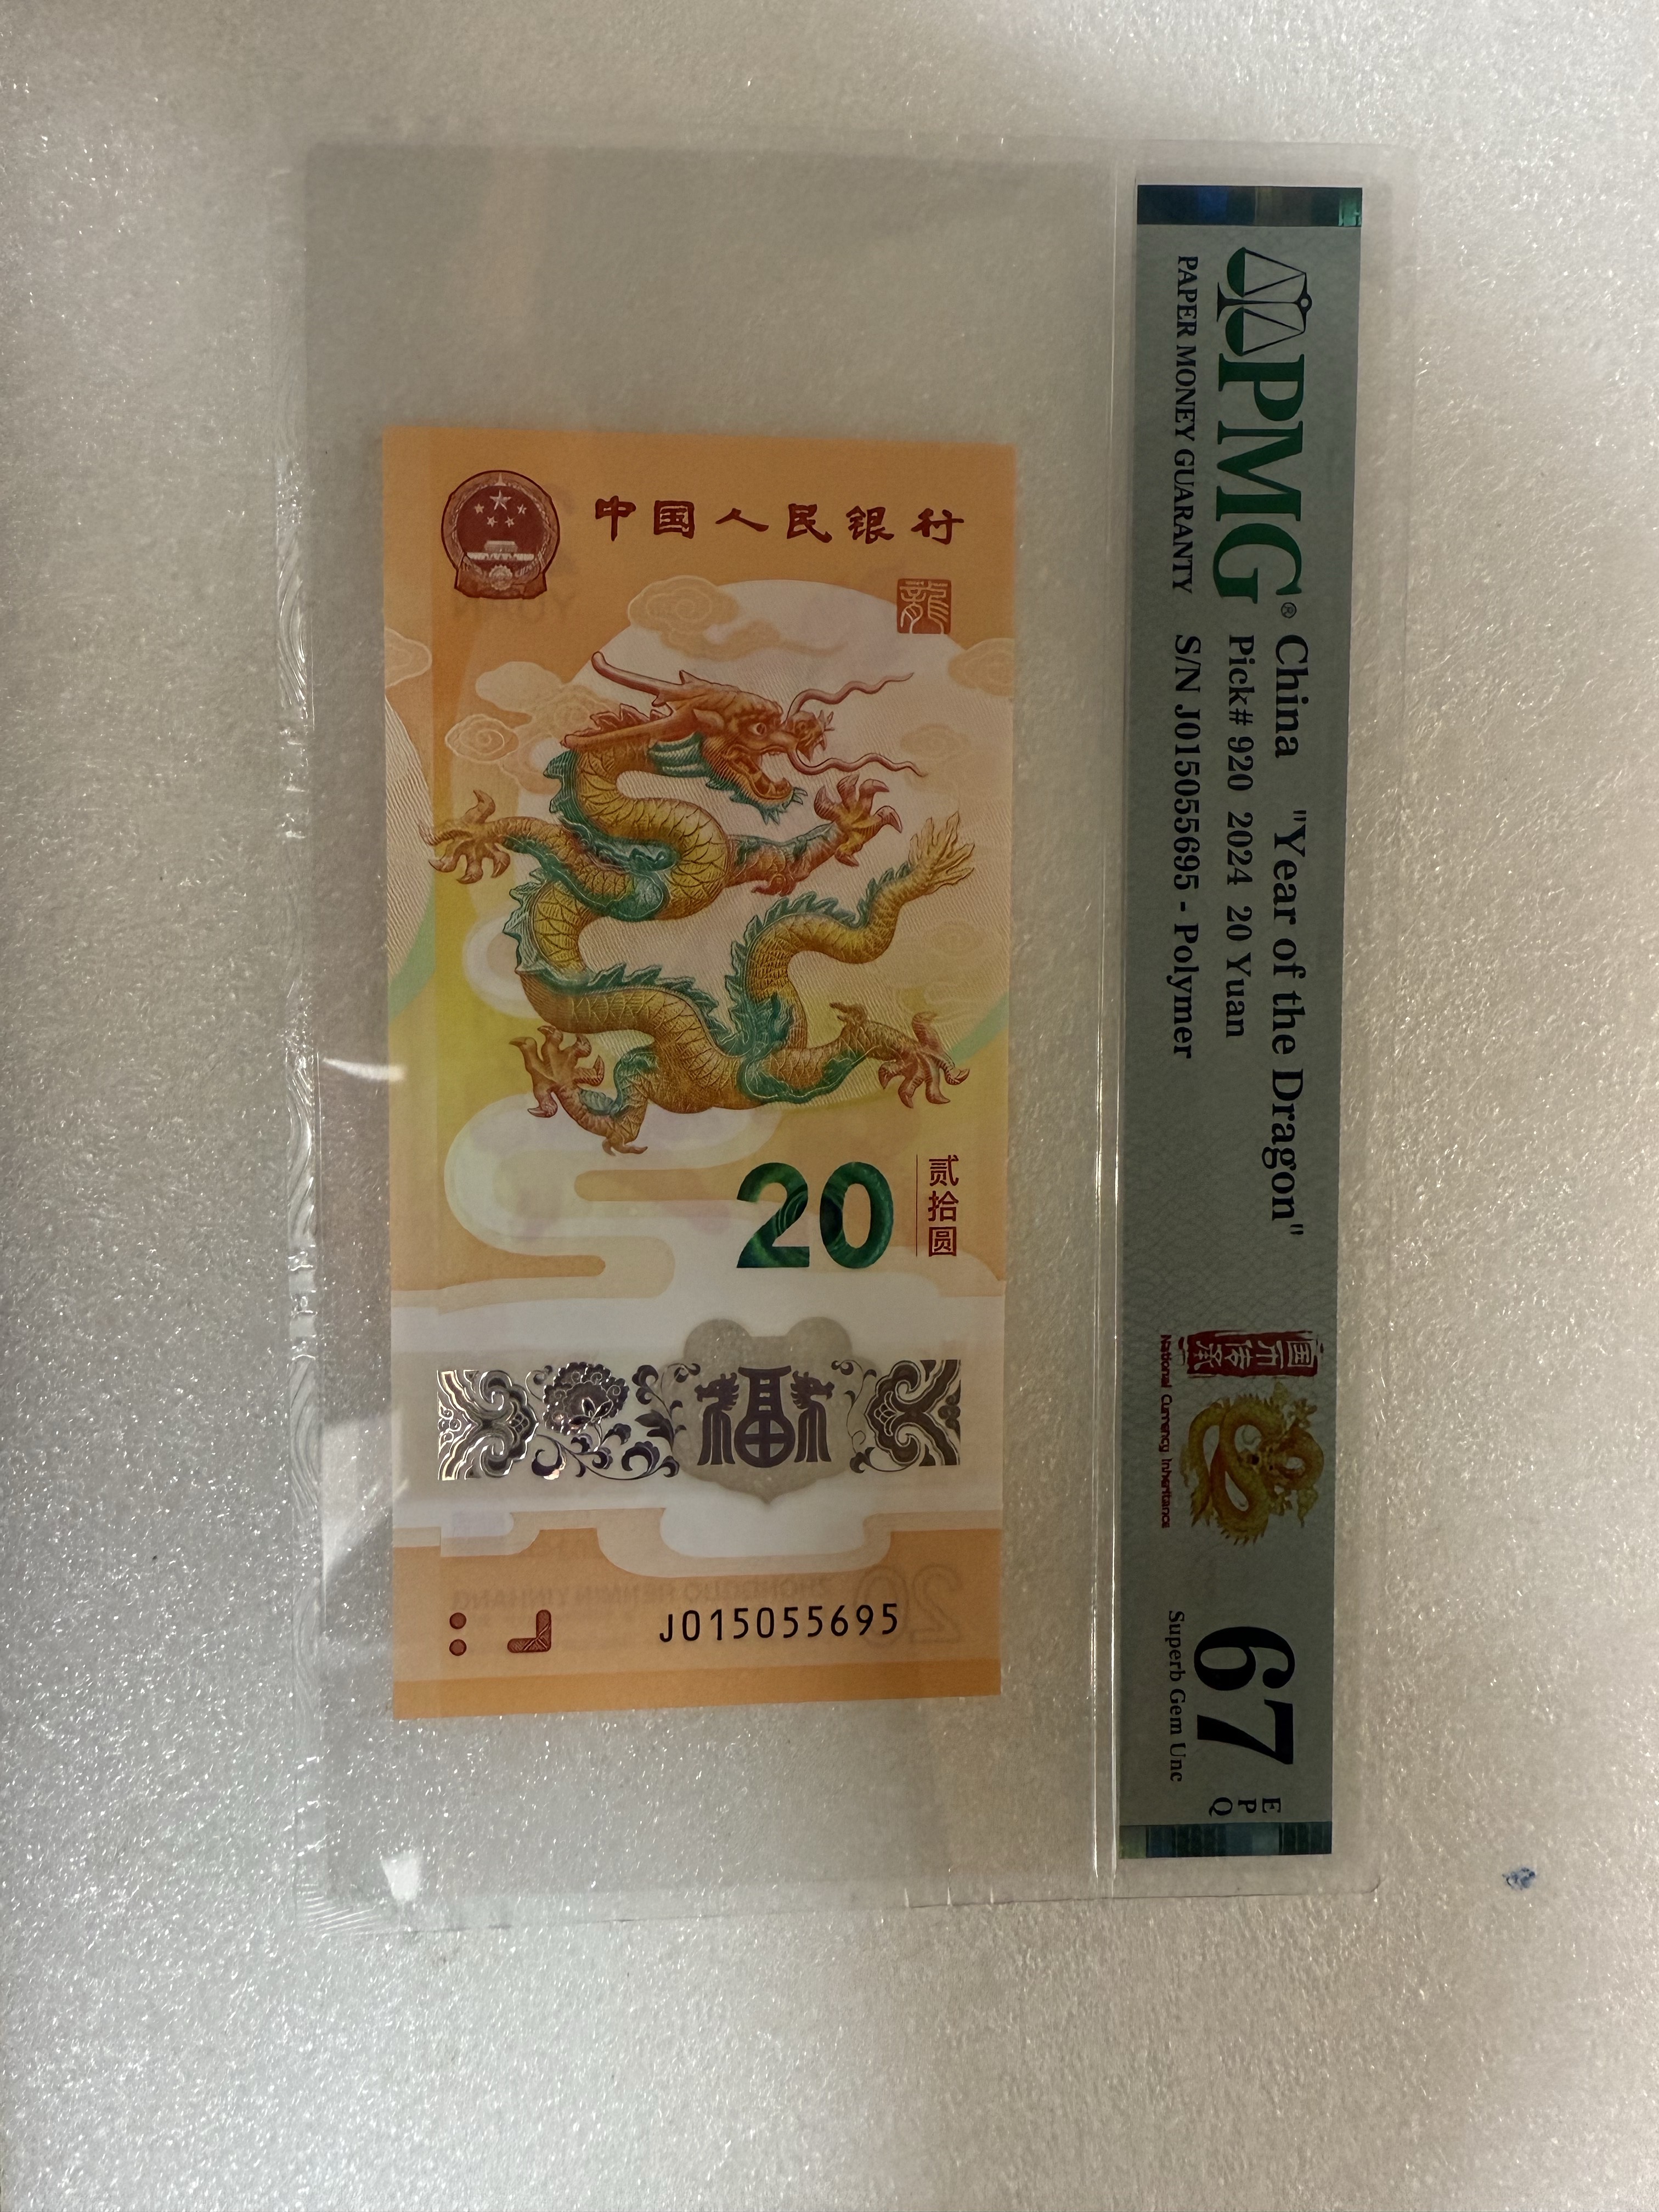 中国人民银行
龍
20
贰拾圆
福
J015055695
PMG®
PAPER MONEY GUARANTY
China "Year of the Dragon"
Pick# 920 2024 20 Yuan
S/N J015055695 - Polymer
国币
传承
National Currency Inheritance
67
EPQ
Superb Gem Unc